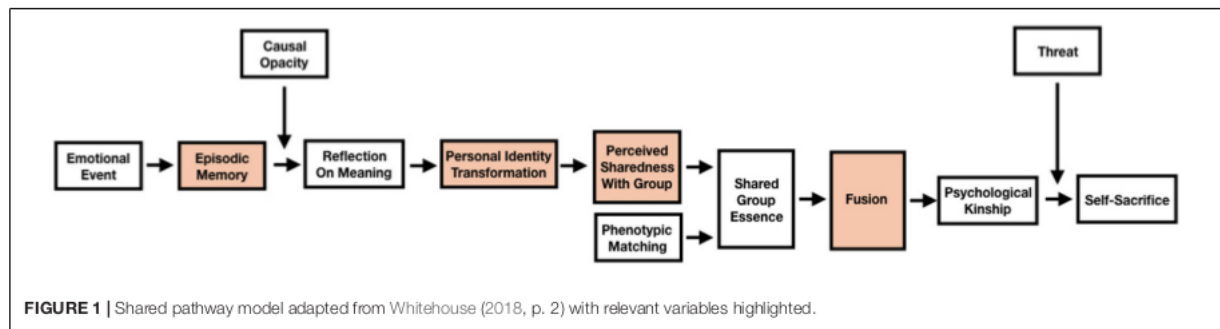 Causal
Opacity
Threat
Emotional
Event
Episodic
Memory
Reflection
On Meaning
Personal Identity
Transformation
Perceived
Sharedness
With Group
Phenotypic
Matching
Shared
Group
Essence
Fusion
Psychological
Kinship
Self-Sacrifice
FIGURE 1 | Shared pathway model adapted from Whitehouse (2018, p. 2) with relevant variables highlighted.